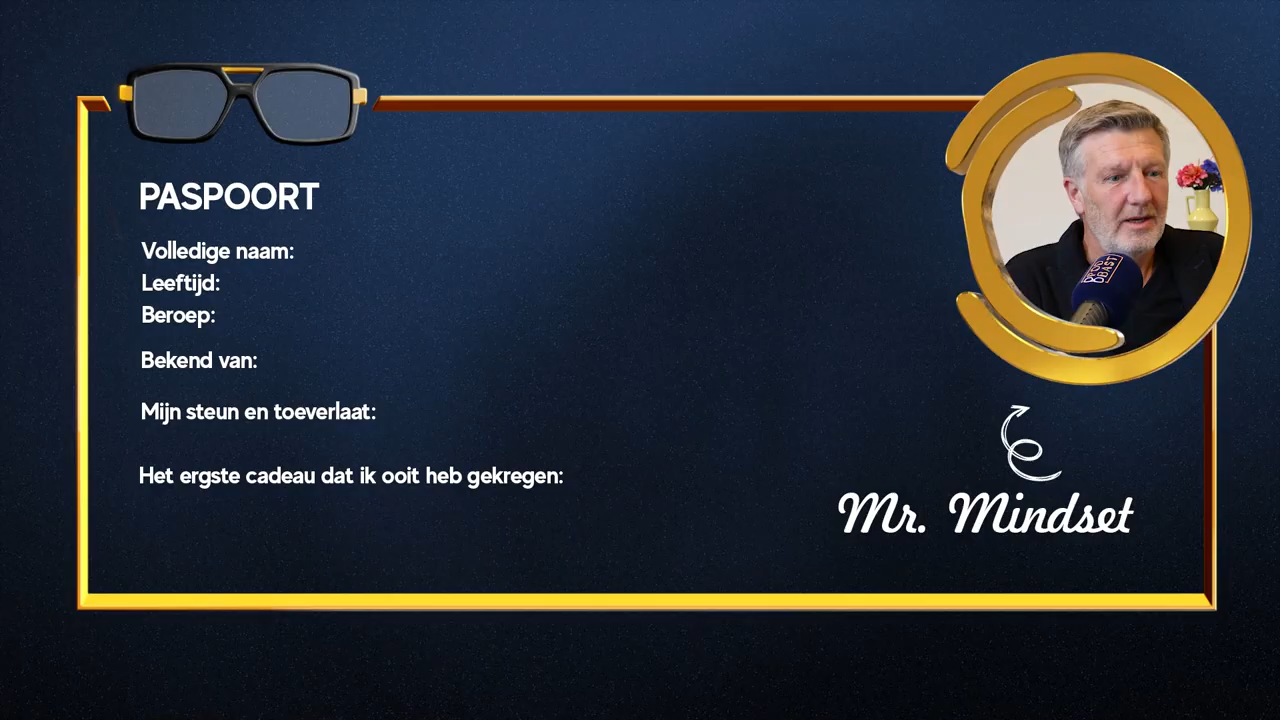 PASPOORT
Volledige naam:
Leeftijd:
Beroep:
Bekend van:
Mijn steun en toeverlaat:
Het ergste cadeau dat ik ooit heb gekregen:
Mr. Mindset